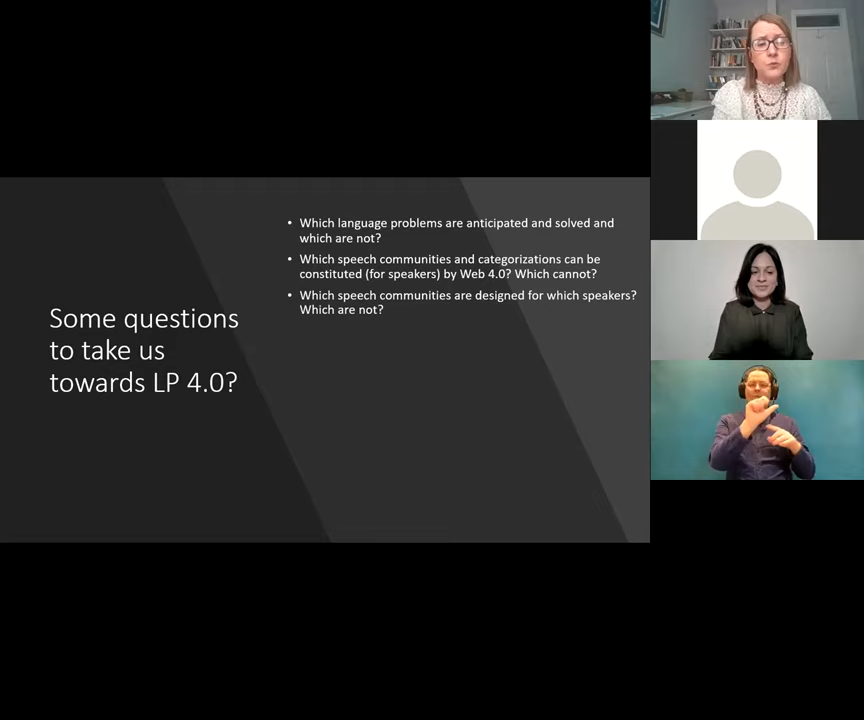 Some questions
to take us
towards LP 4.0?
• Which language problems are anticipated and solved and
which are not?
• Which speech communities and categorizations can be
constituted (for speakers) by Web 4.0? Which cannot?
• Which speech communities are designed for which speakers?
Which are not?